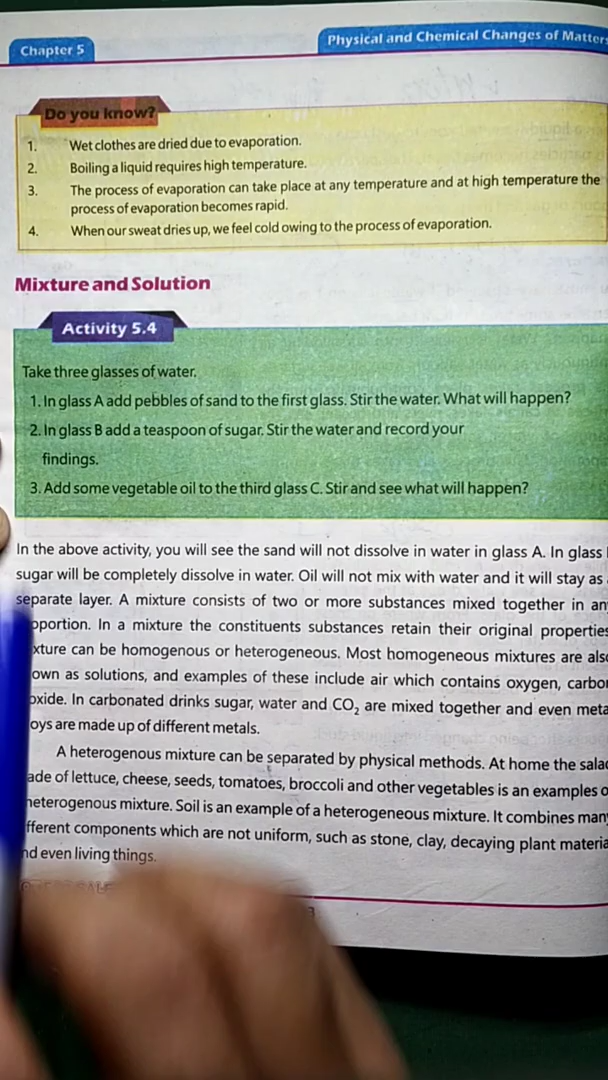 Chapter 5
Physical and Chemical Changes of Matters
Do you know?
1. Wet clothes are dried due to evaporation.
2. Boiling a liquid requires high temperature.
3. The process of evaporation can take place at any temperature and at high temperature the
process of evaporation becomes rapid.
4. When our sweat dries up, we feel cold owing to the process of evaporation.
Mixture and Solution
Activity 5.4
Take three glasses of water.
1. In glass A add pebbles of sand to the first glass. Stir the water. What will happen?
2. In glass B add a teaspoon of sugar. Stir the water and record your
findings.
3. Add some vegetable oil to the third glass C. Stir and see what will happen?
In the above activity, you will see the sand will not dissolve in water in glass A. In glass
sugar will be completely dissolve in water. Oil will not mix with water and it will stay as
separate layer. A mixture consists of two or more substances mixed together in an
oportion. In a mixture the constituents substances retain their original properties
xture can be homogenous or heterogeneous. Most homogeneous mixtures are also
own as solutions, and examples of these include air which contains oxygen, carbon
oxide. In carbonated drinks sugar, water and CO₂ are mixed together and even meta
oys are made up of different metals.
A heterogenous mixture can be separated by physical methods. At home the salad
ade of lettuce, cheese, seeds, tomatoes, broccoli and other vegetables is an examples o
heterogenous mixture. Soil is an example of a heterogeneous mixture. It combines many
fferent components which are not uniform, such as stone, clay, decaying plant materia
nd even living things.